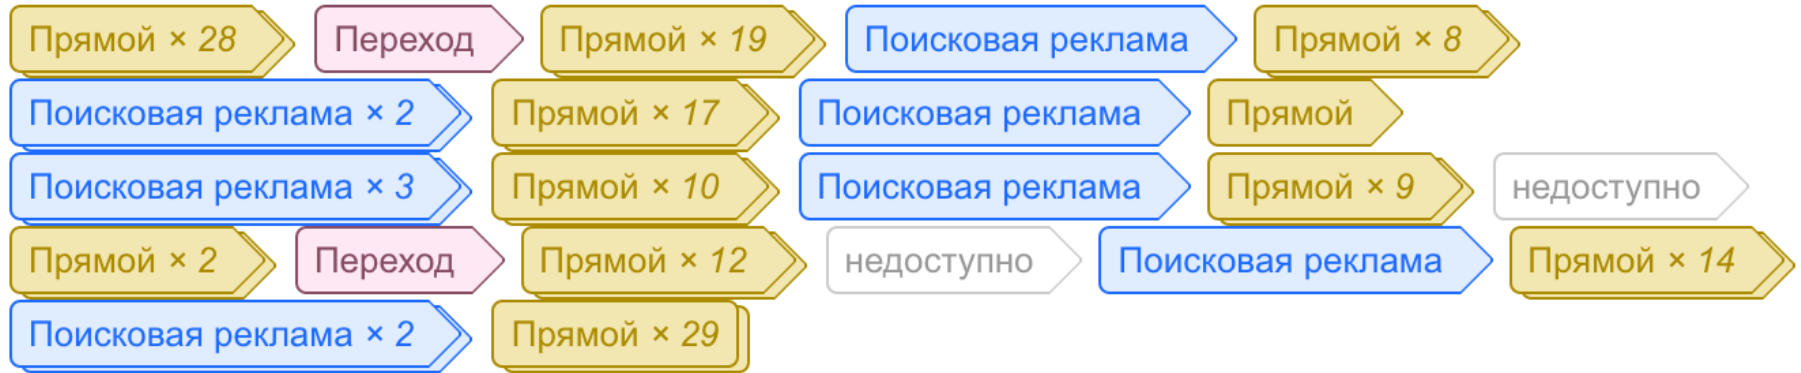 Прямой × 28 Переход Прямой × 19 Поисковая реклама Прямой × 8
Поисковая реклама × 2 Прямой × 17 Поисковая реклама Прямой
Поисковая реклама × 3 Прямой × 10 Поисковая реклама Прямой × 9 недоступно
Прямой × 2 Переход Прямой × 12 недоступно Поисковая реклама Прямой × 14
Поисковая реклама × 2 Прямой × 29